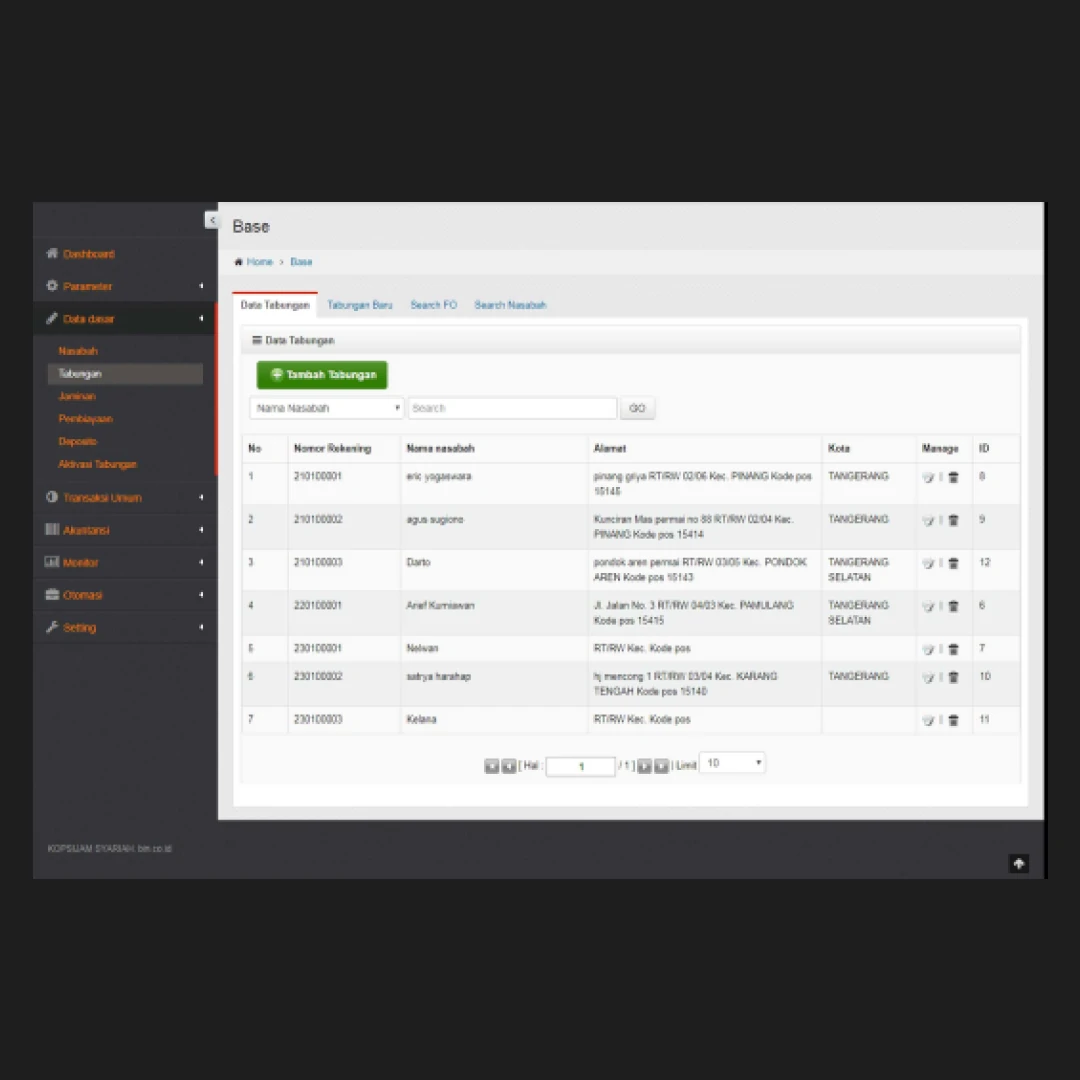 Base
Home > Base
Dashboard
Parameter
Data dasar
Nasabah
Tabungan
Jaminan
Pembiayaan
Deposito
Aktivasi Tabungan
Transaksi Umum
Akuntansi
Monitor
Otomasi
Setting
Data Tabungan Tabungan Baru Search FO Search Nasabah
Data Tabungan
Tambah Tabungan
Nama Nasabah Search GO
No Nomor Rekening Nama nasabah Alamat Kota Manage ID
1 210100001 eric yogaswara pinang griya RT/RW 02/06 Kec. PINANG Kode pos TANGERANG | 8
15145
2 210100002 agus sugiono Kunciran Mas permai no 88 RT/RW 02/04 Kec. TANGERANG | 9
PINANG Kode pos 15414
3 210100003 Darto pondok aren permai RT/RW 03/05 Kec. PONDOK TANGERANG | 12
AREN Kode pos 15143 SELATAN
4 220100001 Arief Kurniawan Jl. Jalan No. 3 RT/RW 04/03 Kec. PAMULANG TANGERANG | 6
Kode pos 15415 SELATAN
5 230100001 Nelwan RT/RW Kec. Kode pos | 7
6 230100002 satrya harahap hj mencong 1 RT/RW 03/04 Kec. KARANG TANGERANG | 10
TENGAH Kode pos 15140
7 230100003 Kelana RT/RW Kec. Kode pos | 11
[ Hal : 1 / 1 ] | Limit 10
SYARIAH. bin.co.id